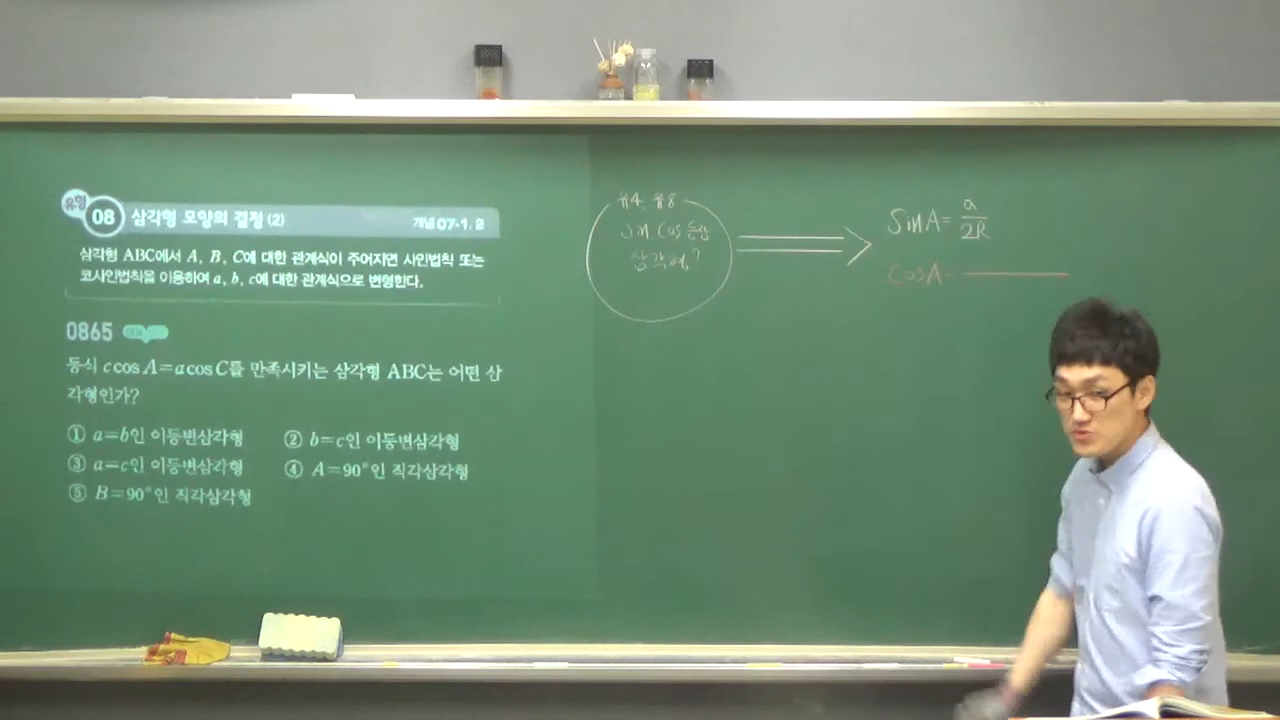 유형 08 삼각형 모양의 결정(2) 개념 07-1, 2
삼각형 ABC에서 A, B, C에 대한 관계식이 주어지면 사인법칙 또는
코사인법칙을 이용하여 a, b, c에 대한 관계식으로 변형한다.
0865
등식 c cos A=a cos C를 만족시키는 삼각형 ABC는 어떤 삼
각형인가?
① a=b인 이등변삼각형 ② b=c인 이등변삼각형
③ a=c인 이등변삼각형 ④ A=90°인 직각삼각형
⑤ B=90°인 직각삼각형
유4, 유8
sin cos 등장
삼각형?
sinA= a/2R
cosA=